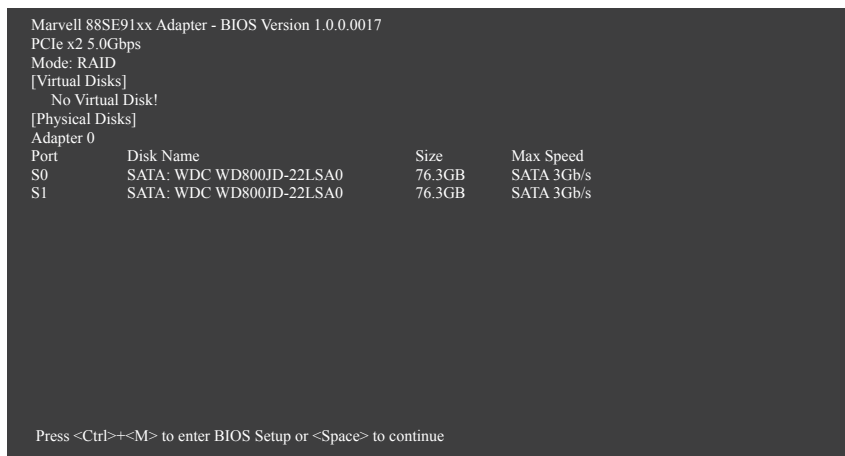 Marvell 88SE91xx Adapter - BIOS Version 1.0.0.0017
PCIe x2 5.0Gbps
Mode: RAID
[Virtual Disks]
No Virtual Disk!
[Physical Disks]
Adapter 0
Port Disk Name Size Max Speed
S0 SATA: WDC WD800JD-22LSA0 76.3GB SATA 3Gb/s
S1 SATA: WDC WD800JD-22LSA0 76.3GB SATA 3Gb/s
Press <Ctrl>+<M> to enter BIOS Setup or <Space> to continue